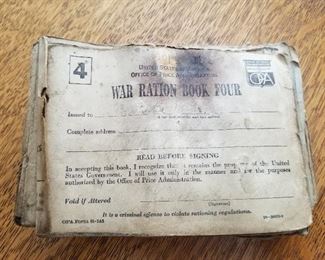 4
UNITED STATES OF AMERICA
OFFICE OF PRICE ADMINISTRATION
WAR RATION BOOK FOUR
OPA
Issued to
Complete address
READ BEFORE SIGNING
In accepting this book, I recognize that it remains the property of the United
States Government. I will use it only in the manner and for the purposes
authorized by the Office of Price Administration.
Void if Altered
(Signature)
It is a criminal offense to violate rationing regulations.
OPA Form R-145